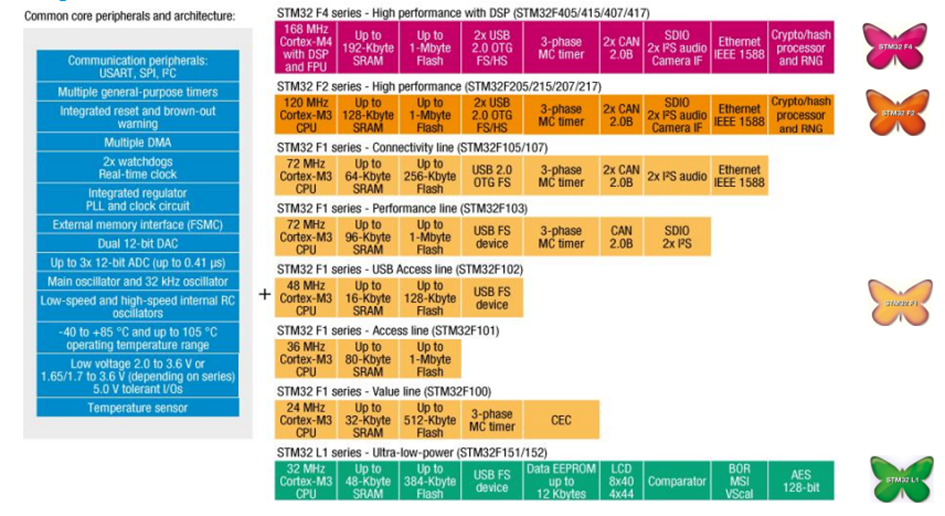 Common core peripherals and architecture:
Communication peripherals:
USART, SPI, I²C
Multiple general-purpose timers
Integrated reset and brown-out
warning
Multiple DMA
2x watchdogs
Real-time clock
Integrated regulator
PLL and clock circuit
External memory interface (FSMC)
Dual 12-bit DAC
Up to 3x 12-bit ADC (up to 0.41 µs)
Main oscillator and 32 kHz oscillator
Low-speed and high-speed internal RC
oscillators
-40 to +85 °C and up to 105 °C
operating temperature range
Low voltage 2.0 to 3.6 V or
1.65/1.7 to 3.6 V (depending on series)
5.0 V tolerant I/Os
Temperature sensor
+
STM32 F4 series - High performance with DSP (STM32F405/415/407/417)
168 MHz
Cortex-M4
with DSP
and FPU
Up to
192-Kbyte
SRAM
Up to
1-Mbyte
Flash
2x USB
2.0 OTG
FS/HS
3-phase
MC timer
2x CAN
2.0B
SDIO
2x I²S audio
Camera IF
Ethernet
IEEE 1588
Crypto/hash
processor
and RNG
STM32 F4
STM32 F2 series - High performance (STM32F205/215/207/217)
120 MHz
Cortex-M3
CPU
Up to
128-Kbyte
SRAM
Up to
1-Mbyte
Flash
2x USB
2.0 OTG
FS/HS
3-phase
MC timer
2x CAN
2.0B
SDIO
2x I²S audio
Camera IF
Ethernet
IEEE 1588
Crypto/hash
processor
and RNG
STM32 F2
STM32 F1 series - Connectivity line (STM32F105/107)
72 MHz
Cortex-M3
CPU
Up to
64-Kbyte
SRAM
Up to
256-Kbyte
Flash
USB 2.0
OTG FS
3-phase
MC timer
2x CAN
2.0B
2x I²S audio
Ethernet
IEEE 1588
STM32 F1 series - Performance line (STM32F103)
72 MHz
Cortex-M3
CPU
Up to
96-Kbyte
SRAM
Up to
1-Mbyte
Flash
USB FS
device
3-phase
MC timer
CAN
2.0B
SDIO
2x I²S
STM32 F1 series - USB Access line (STM32F102)
48 MHz
Cortex-M3
CPU
Up to
16-Kbyte
SRAM
Up to
128-Kbyte
Flash
USB FS
device
STM32 F1
STM32 F1 series - Access line (STM32F101)
36 MHz
Cortex-M3
CPU
Up to
80-Kbyte
SRAM
Up to
1-Mbyte
Flash
STM32 F1 series - Value line (STM32F100)
24 MHz
Cortex-M3
CPU
Up to
32-Kbyte
SRAM
Up to
512-Kbyte
Flash
3-phase
MC timer
CEC
STM32 L1 series - Ultra-low-power (STM32F151/152)
32 MHz
Cortex-M3
CPU
Up to
48-Kbyte
SRAM
Up to
384-Kbyte
Flash
USB FS
device
Data EEPROM
up to
12 Kbytes
LCD
8x40
4x44
Comparator
BOR
MSI
VScal
AES
128-bit
STM32 L1